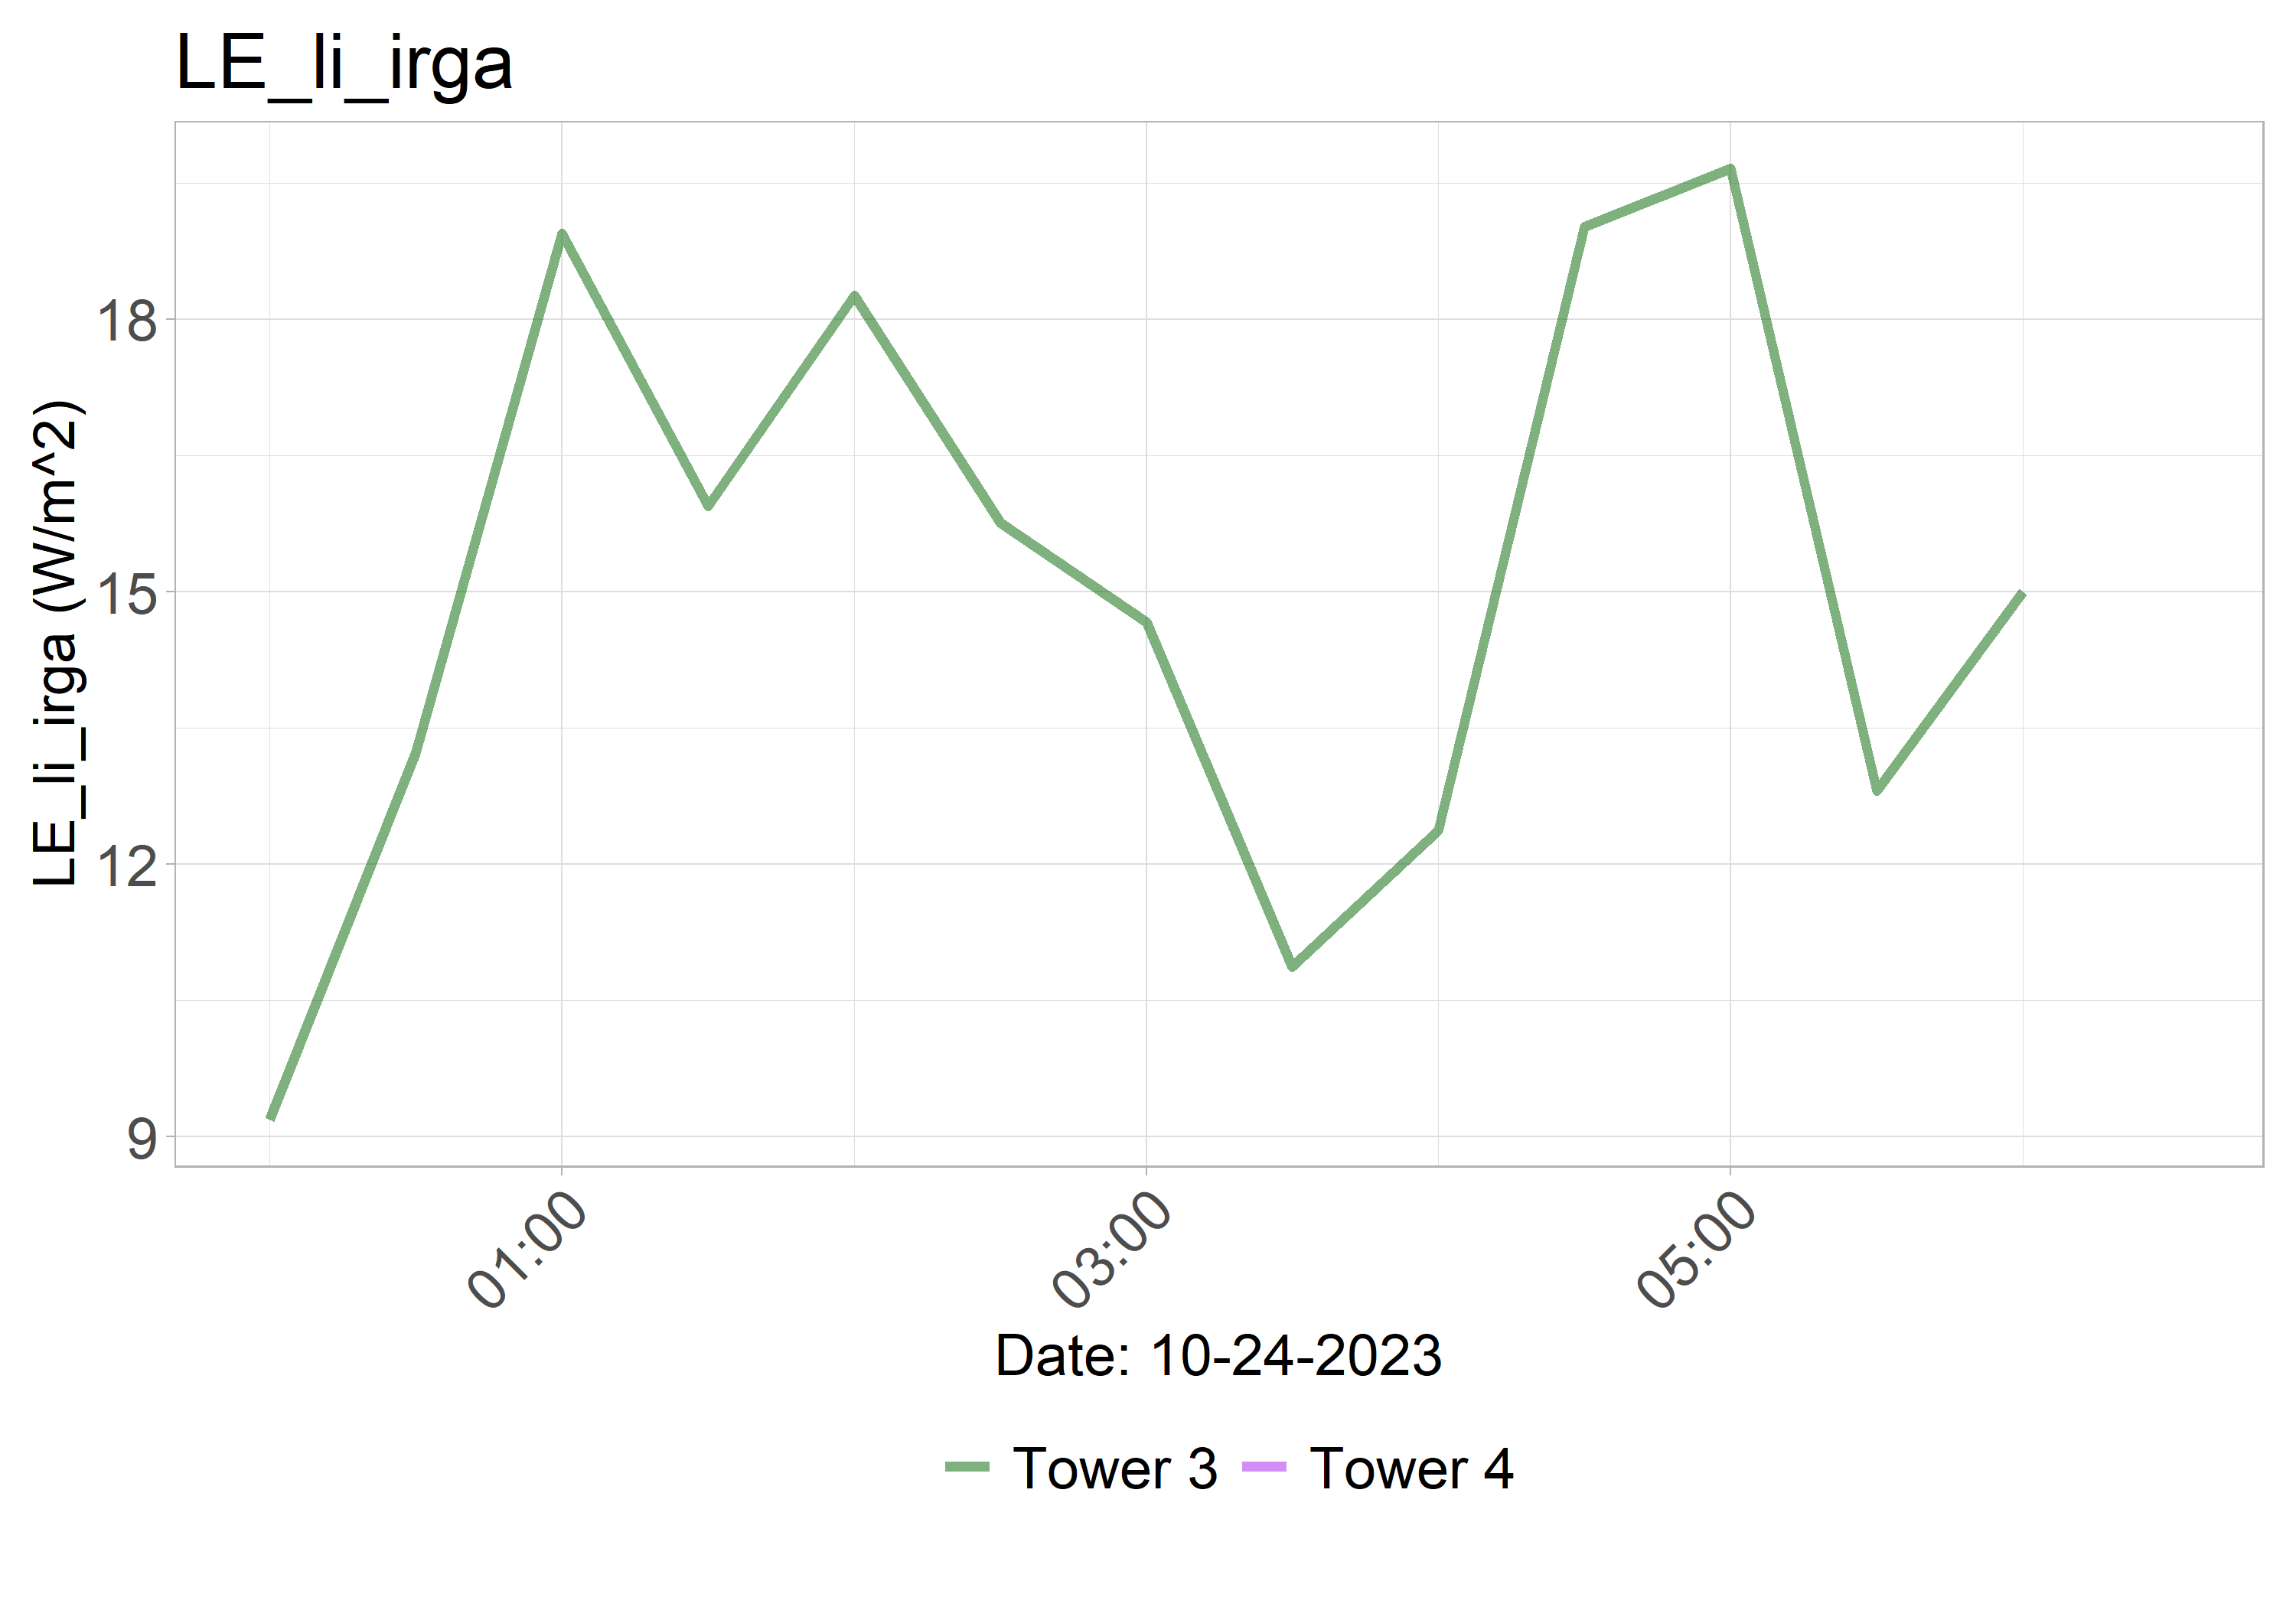 LE_li_irga
LE_li_irga (W/m^2)
18
15
12
9
01:00
03:00
05:00
Date: 10-24-2023
Tower 3
Tower 4